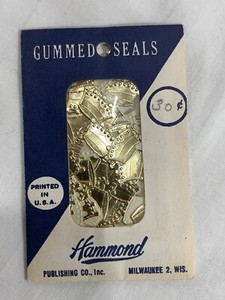 GUMMED SEALS
30¢
PRINTED
IN
U.S.A.
Hammond
PUBLISHING CO., Inc. MILWAUKEE 2, WIS.